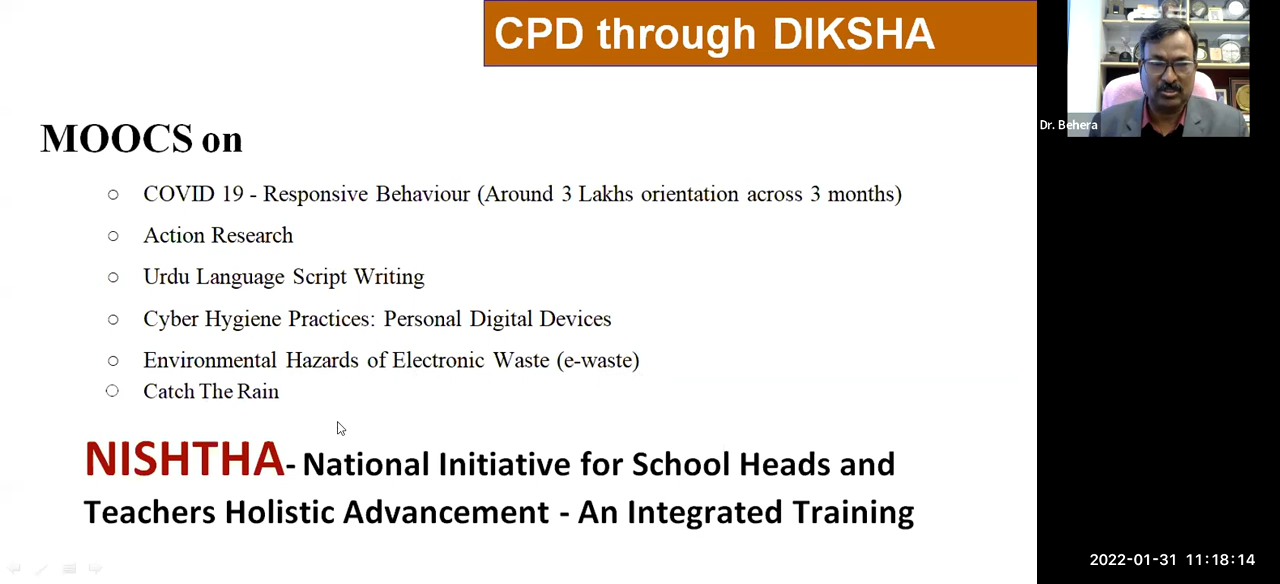 CPD through DIKSHA
Dr. Behera
MOOCS on
COVID 19 - Responsive Behaviour (Around 3 Lakhs orientation across 3 months)
Action Research
Urdu Language Script Writing
Cyber Hygiene Practices: Personal Digital Devices
Environmental Hazards of Electronic Waste (e-waste)
Catch The Rain
NISHTHA- National Initiative for School Heads and
Teachers Holistic Advancement - An Integrated Training
2022-01-31 11:18:14